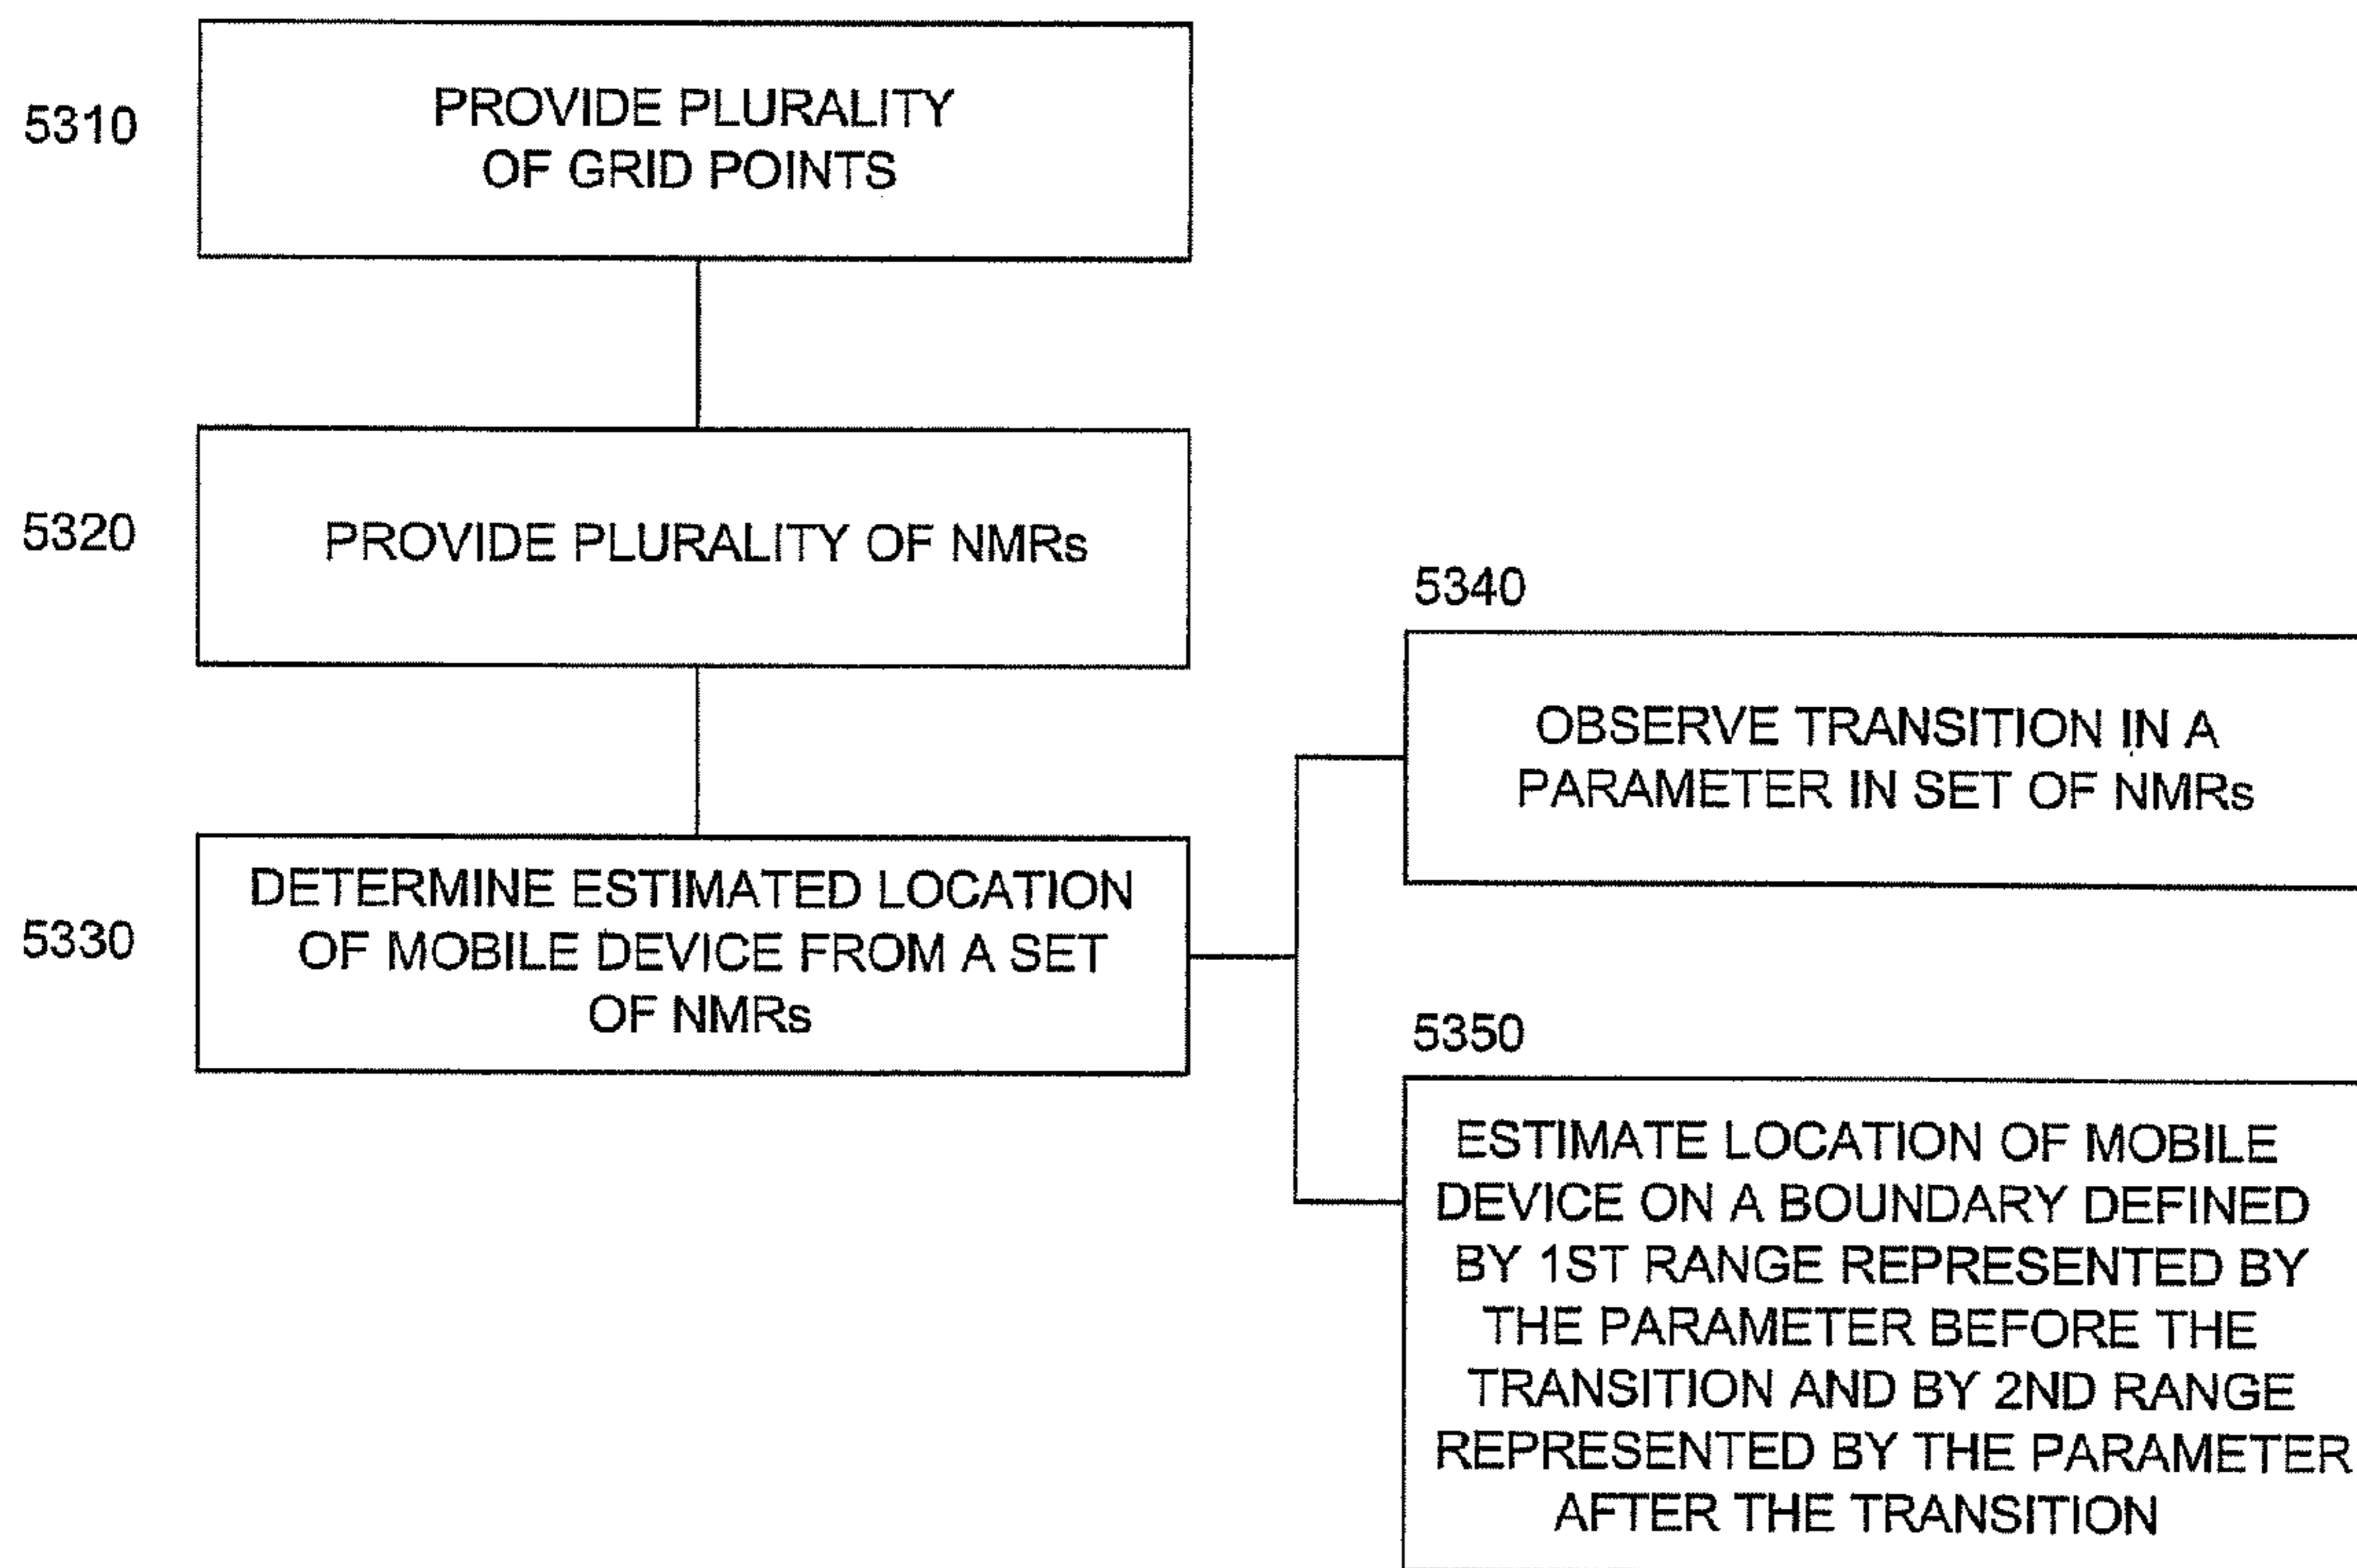 5310
PROVIDE PLURALITY
OF GRID POINTS
5320
PROVIDE PLURALITY OF NMRs
5330
DETERMINE ESTIMATED LOCATION
OF MOBILE DEVICE FROM A SET
OF NMRs
5340
OBSERVE TRANSITION IN A
PARAMETER IN SET OF NMRs
5350
ESTIMATE LOCATION OF MOBILE
DEVICE ON A BOUNDARY DEFINED
BY 1ST RANGE REPRESENTED BY
THE PARAMETER BEFORE THE
TRANSITION AND BY 2ND RANGE
REPRESENTED BY THE PARAMETER
AFTER THE TRANSITION